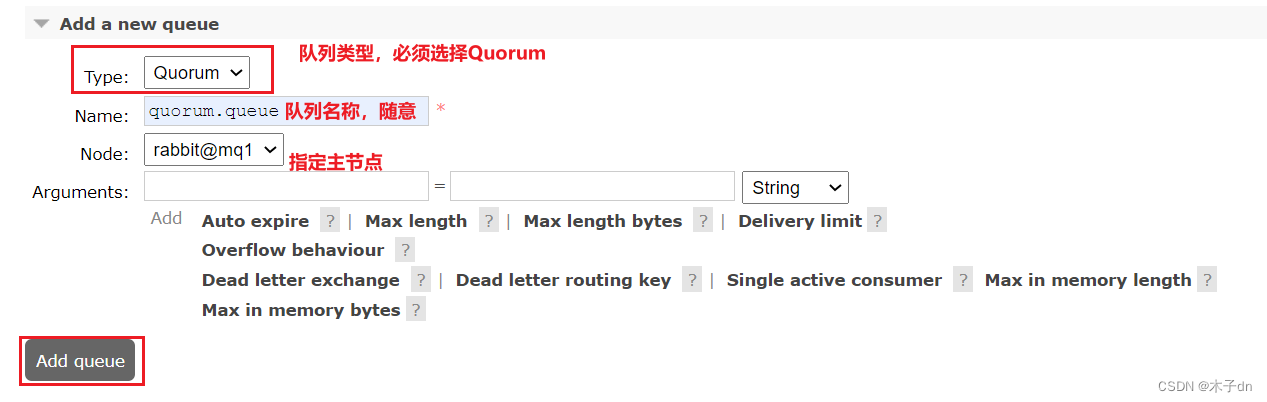 Add a new queue
队列类型，必须选择Quorum
Type: Quorum
Name: quorum.queue 队列名称，随意 *
Node: rabbit@mq1
指定主节点
Arguments: = String
Add Auto expire ? | Max length ? | Max length bytes ? | Delivery limit ?
Overflow behaviour ?
Dead letter exchange ? | Dead letter routing key ? | Single active consumer ? Max in memory length ?
Max in memory bytes ?
Add queue
CSDN @木子dn